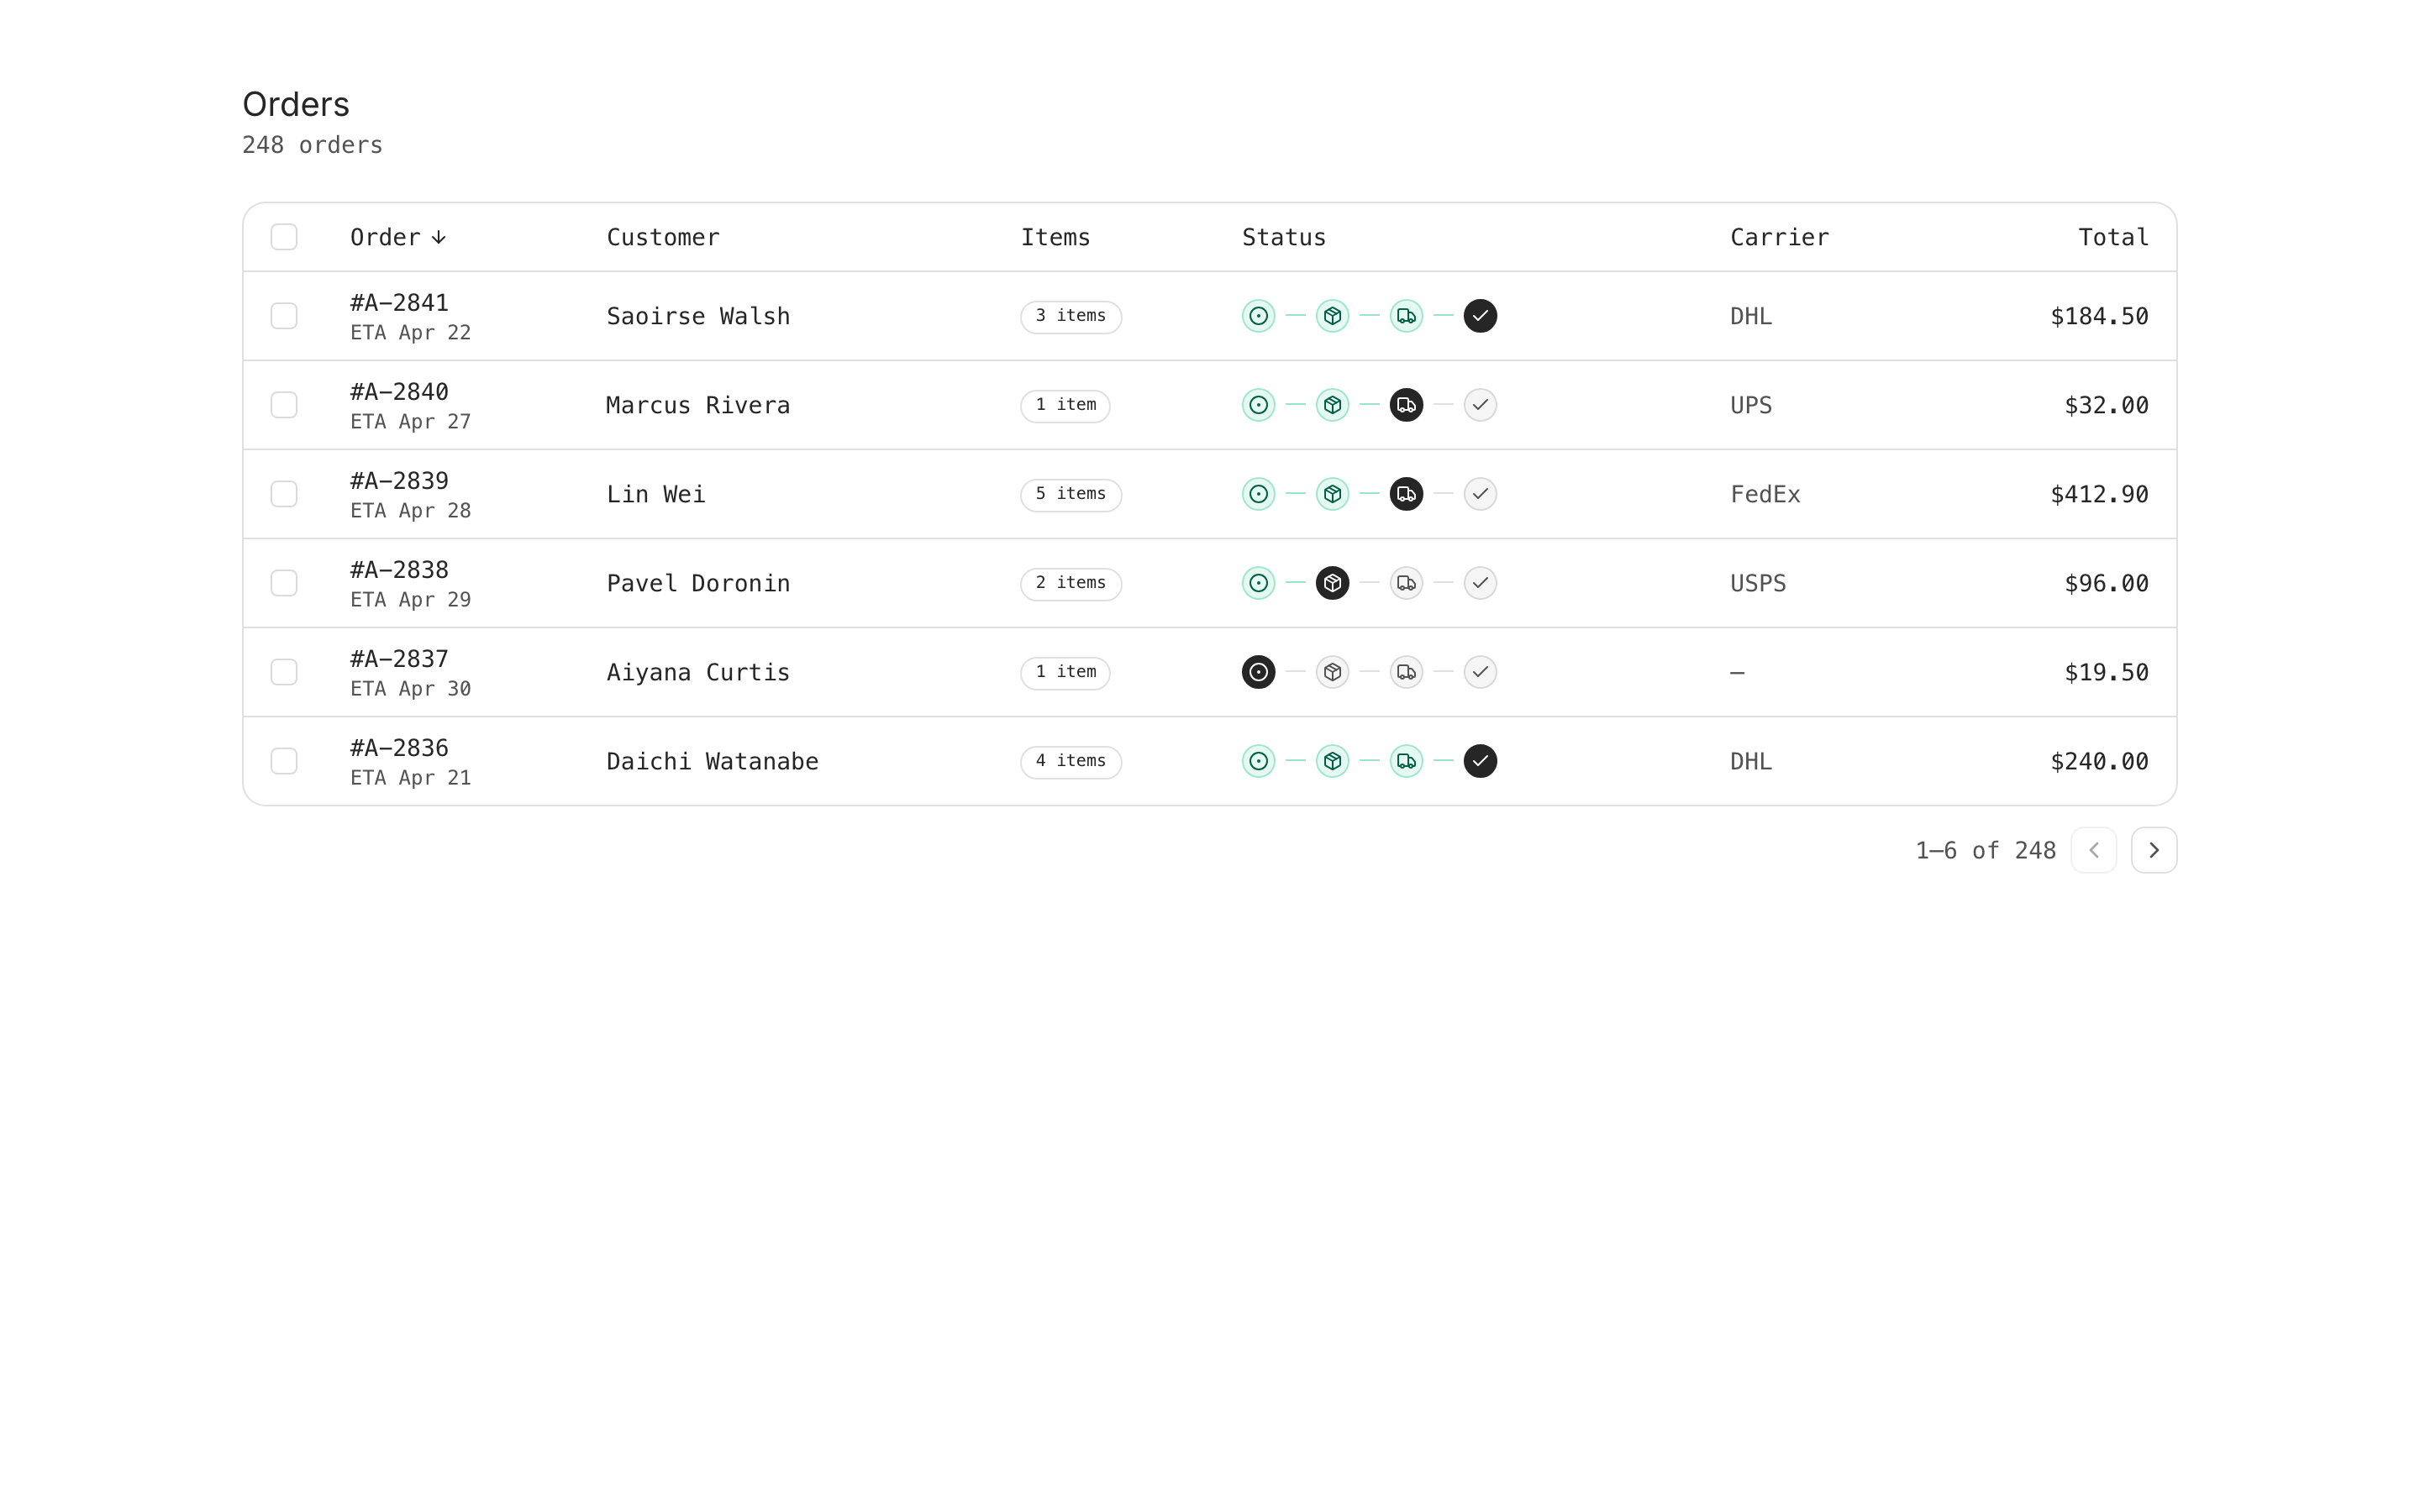 Orders
248 orders
Order Customer Items Status Carrier Total
#A–2841
ETA Apr 22
Saoirse Walsh 3 items DHL $184.50
#A–2840
ETA Apr 27
Marcus Rivera 1 item UPS $32.00
#A–2839
ETA Apr 28
Lin Wei 5 items FedEx $412.90
#A–2838
ETA Apr 29
Pavel Doronin 2 items USPS $96.00
#A–2837
ETA Apr 30
Aiyana Curtis 1 item — $19.50
#A–2836
ETA Apr 21
Daichi Watanabe 4 items DHL $240.00
1–6 of 248